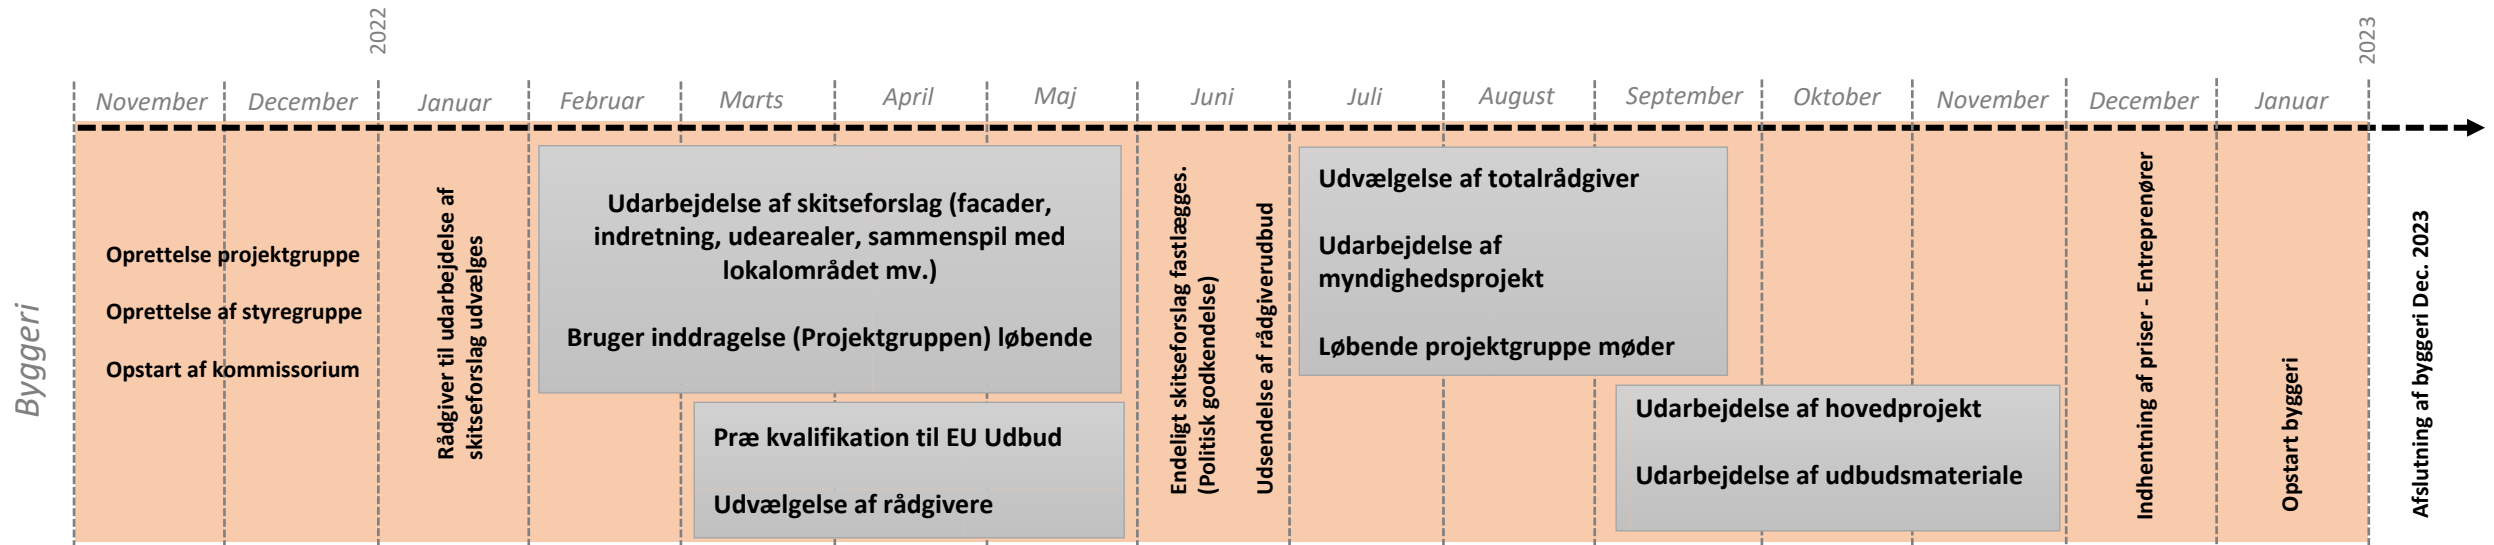 2022
2023
November
December
Januar
Februar
Marts
April
Maj
Juni
Juli
August
September
Oktober
November
December
Januar
Byggeri
Oprettelse projektgruppe
Oprettelse af styregruppe
Opstart af kommissorium
Rådgiver til udarbejdelse af
skitseforslag udvælges
Udarbejdelse af skitseforslag (facader,
indretning, udearealer, sammenspil med
lokalområdet mv.)
Bruger inddragelse (Projektgruppen) løbende
Præ kvalifikation til EU Udbud
Udvælgelse af rådgivere
Endeligt skitseforslag fastlægges.
(Politisk godkendelse)
Udsendelse af rådgiverudbud
Udvælgelse af totalrådgiver
Udarbejdelse af
myndighedsprojekt
Løbende projektgruppe møder
Udarbejdelse af hovedprojekt
Udarbejdelse af udbudsmateriale
Indhentning af priser - Entreprenører
Opstart byggeri
Afslutning af byggeri Dec. 2023